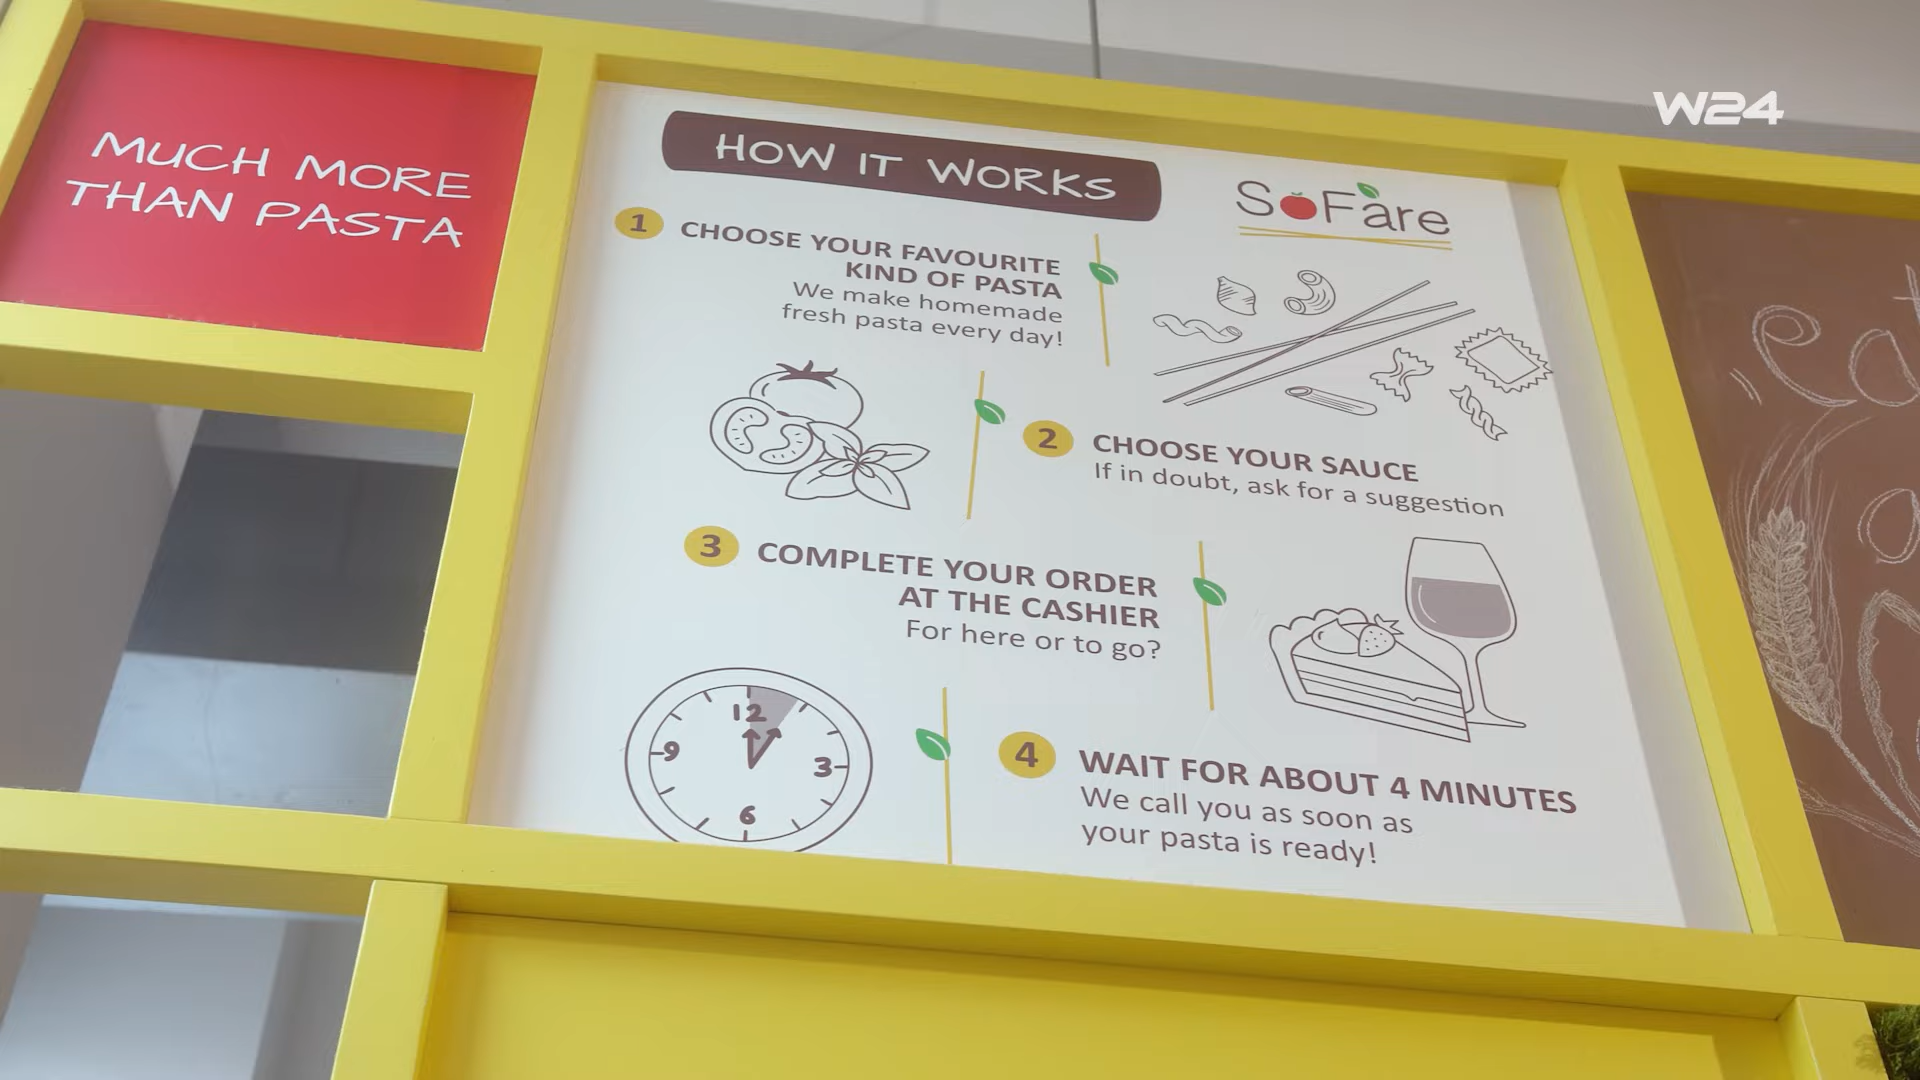 W24
MUCH MORE
THAN PASTA
HOW IT WORKS
SoFare
1
CHOOSE YOUR FAVOURITE
KIND OF PASTA
We make homemade
fresh pasta every day!
2
CHOOSE YOUR SAUCE
If in doubt, ask for a suggestion
3
COMPLETE YOUR ORDER
AT THE CASHIER
For here or to go?
12
9
3
6
4
WAIT FOR ABOUT 4 MINUTES
We call you as soon as
your pasta is ready!